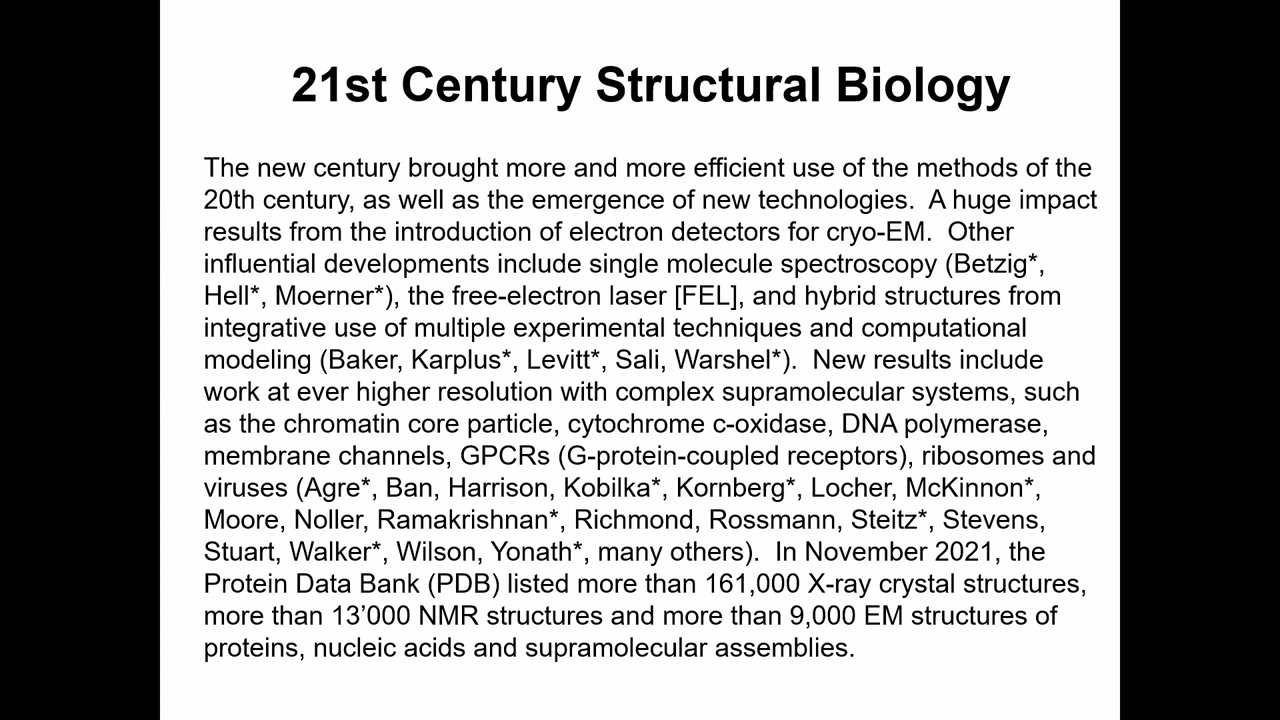 21st Century Structural Biology
The new century brought more and more efficient use of the methods of the
20th century, as well as the emergence of new technologies.  A huge impact
results from the introduction of electron detectors for cryo-EM.  Other
influential developments include single molecule spectroscopy (Betzig*,
Hell*, Moerner*), the free-electron laser [FEL], and hybrid structures from
integrative use of multiple experimental techniques and computational
modeling (Baker, Karplus*, Levitt*, Sali, Warshel*).  New results include
work at ever higher resolution with complex supramolecular systems, such
as the chromatin core particle, cytochrome c-oxidase, DNA polymerase,
membrane channels, GPCRs (G-protein-coupled receptors), ribosomes and
viruses (Agre*, Ban, Harrison, Kobilka*, Kornberg*, Locher, McKinnon*,
Moore, Noller, Ramakrishnan*, Richmond, Rossmann, Steitz*, Stevens,
Stuart, Walker*, Wilson, Yonath*, many others).  In November 2021, the
Protein Data Bank (PDB) listed more than 161,000 X-ray crystal structures,
more than 13’000 NMR structures and more than 9,000 EM structures of
proteins, nucleic acids and supramolecular assemblies.